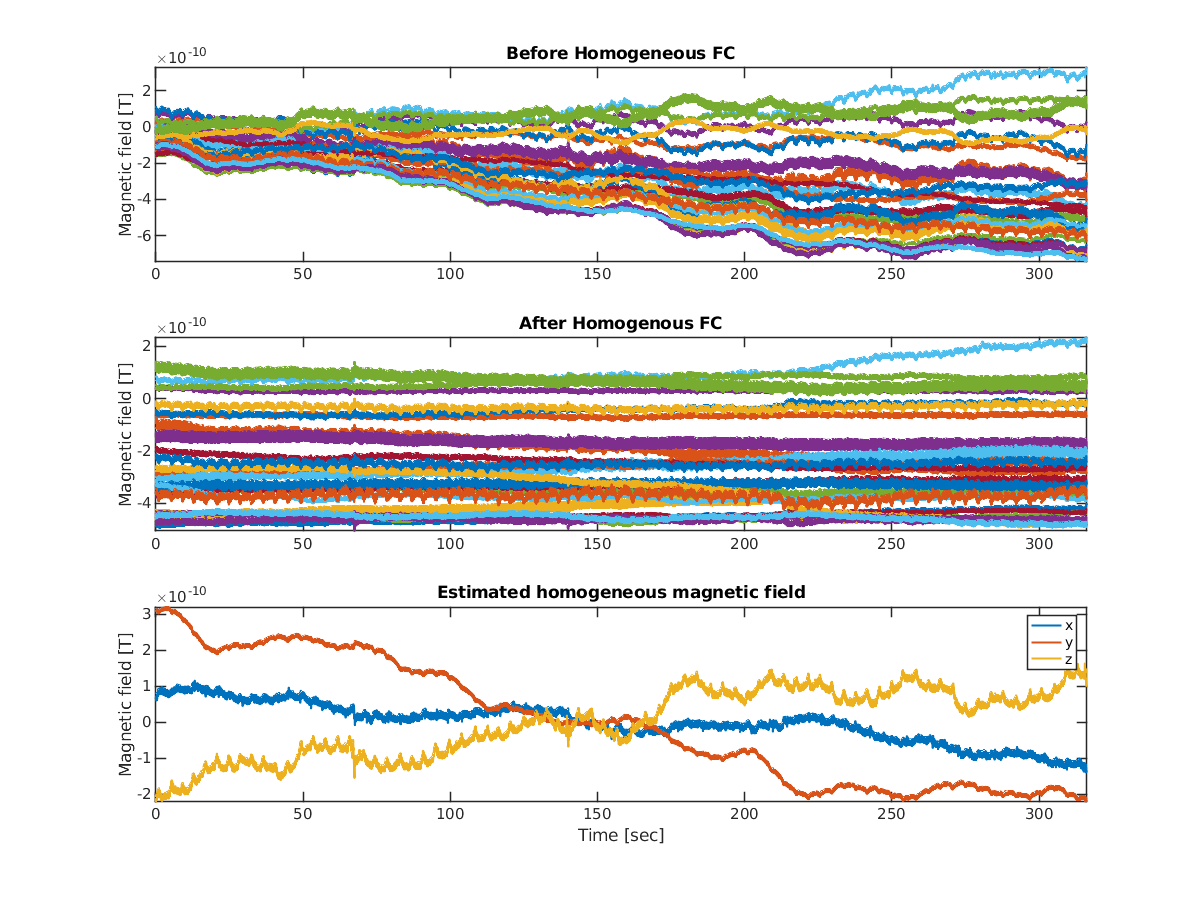 Before Homogeneous FC
×10-10
Magnetic field [T]
2
0
-2
-4
-6
0 50 100 150 200 250 300
After Homogenous FC
×10-10
Magnetic field [T]
2
0
-2
-4
0 50 100 150 200 250 300
Estimated homogeneous magnetic field
×10-10
Magnetic field [T]
3
2
1
0
-1
-2
x
y
z
0 50 100 150 200 250 300
Time [sec]